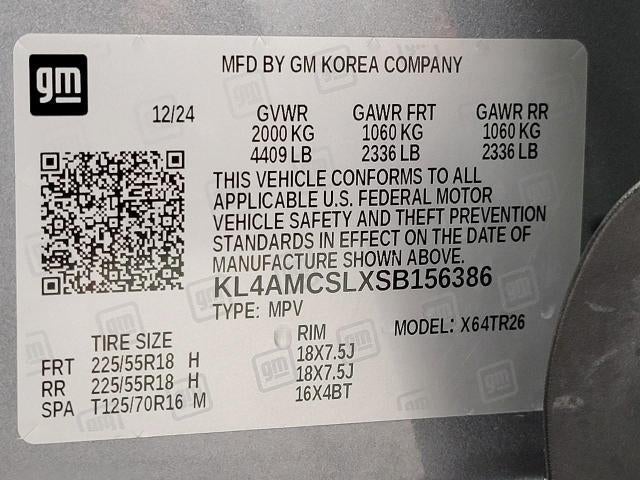 gm
MFD BY GM KOREA COMPANY
12/24 GVWR GAWR FRT GAWR RR
2000 KG 1060 KG 1060 KG
4409 LB 2336 LB 2336 LB
THIS VEHICLE CONFORMS TO ALL
APPLICABLE U.S. FEDERAL MOTOR
VEHICLE SAFETY AND THEFT PREVENTION
STANDARDS IN EFFECT ON THE DATE OF
MANUFACTURE SHOWN ABOVE.
KL4AMCSLXSB156386
TYPE: MPV
MODEL: X64TR26
TIRE SIZE RIM
FRT 225/55R18 H 18X7.5J
RR 225/55R18 H 18X7.5J
SPA T125/70R16 M 16X4BT